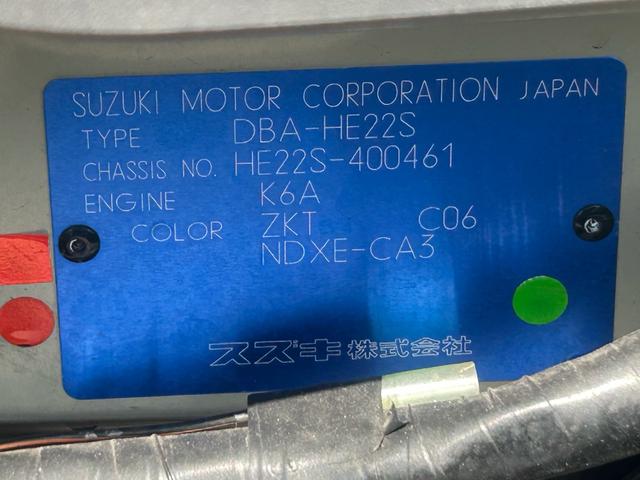 SUZUKI MOTOR CORPORATION JAPAN
TYPE DBA-HE22S
CHASSIS NO. HE22S-400461
ENGINE K6A
COLOR ZKT C06
NDXE-CA3
スズキ株式会社